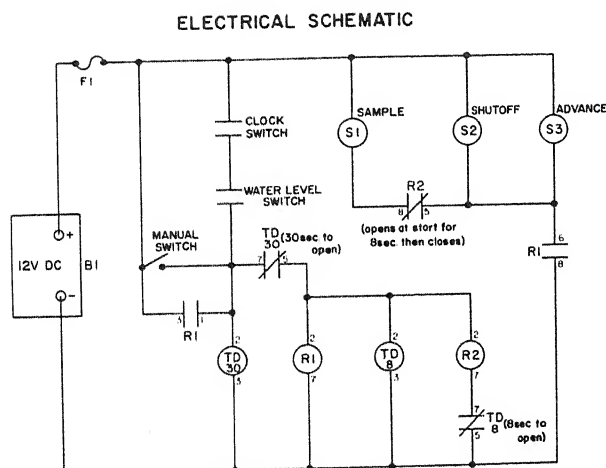 ELECTRICAL SCHEMATIC
F1
SAMPLE
SHUTOFF
ADVANCE
CLOCK
SWITCH
S1
S2
S3
WATER LEVEL
SWITCH
R2
8 5
(opens at start for
8sec. then closes)
6
R1
8
MANUAL
SWITCH
TD
30
(30sec to
open)
7 5
+
12V DC
B1
-
3 1
R1
2
TD
30
3
2
R1
7
2
TD
8
3
2
R2
7
7
TD
8
5
(8sec to
open)